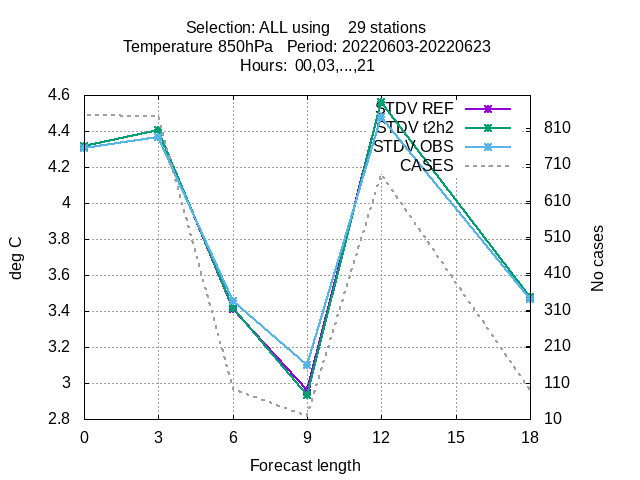 Selection: ALL using 29 stations
Temperature 850hPa Period: 20220603-20220623
Hours: 00,03,...,21
STDV REF
STDV t2h2
STDV OBS
CASES
4.6
4.4
4.2
4
3.8
3.6
3.4
3.2
3
2.8
deg C
810
710
610
510
410
310
210
110
10
No cases
0 3 6 9 12 15 18
Forecast length